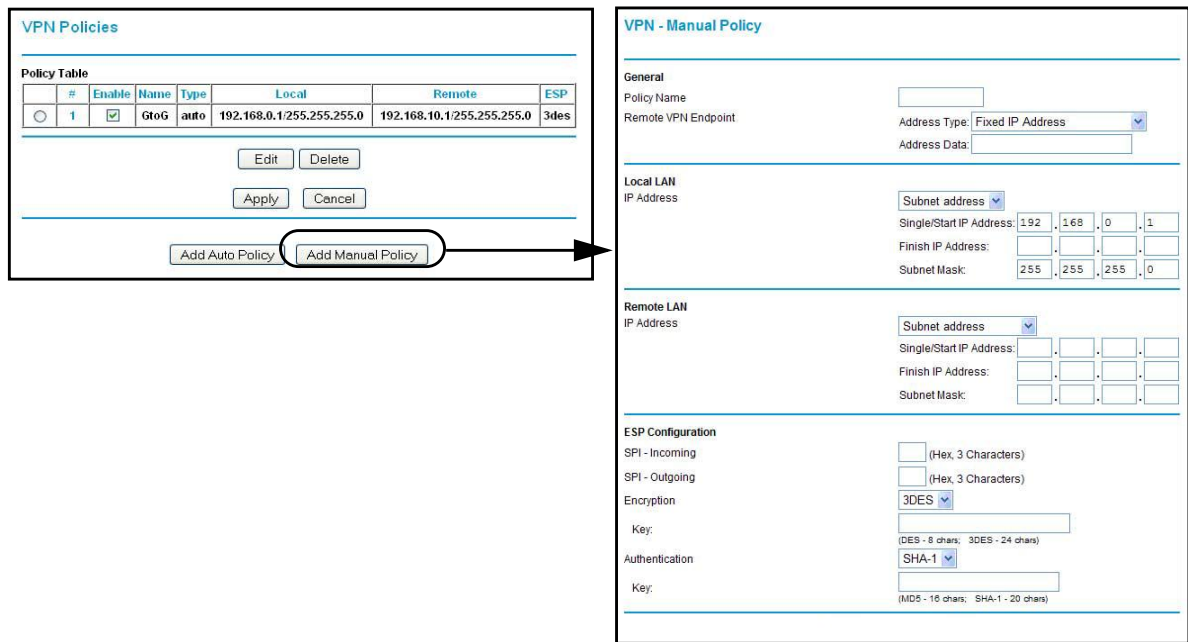 VPN Policies
Policy Table
# Enable Name Type Local Remote ESP
1 GtoG auto 192.168.0.1/255.255.255.0 192.168.10.1/255.255.255.0 3des
Edit Delete
Apply Cancel
Add Auto Policy Add Manual Policy
VPN - Manual Policy
General
Policy Name
Remote VPN Endpoint Address Type: Fixed IP Address
Address Data:
Local LAN
IP Address Subnet address
Single/Start IP Address: 192 . 168 . 0 . 1
Finish IP Address: . . .
Subnet Mask: 255 . 255 . 255 . 0
Remote LAN
IP Address Subnet address
Single/Start IP Address: . . .
Finish IP Address: . . .
Subnet Mask: . . .
ESP Configuration
SPI - Incoming (Hex, 3 Characters)
SPI - Outgoing (Hex, 3 Characters)
Encryption 3DES
Key:
(DES - 8 chars; 3DES - 24 chars)
Authentication SHA-1
Key:
(MD5 - 16 chars; SHA-1 - 20 chars)